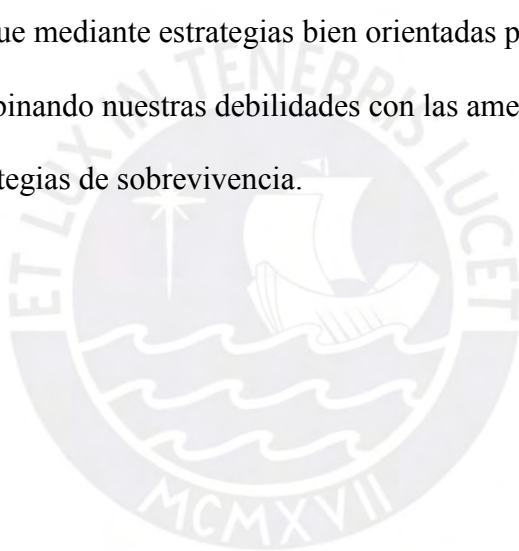 ue mediante estrategias bien orientadas p
binando nuestras debilidades con las ame
tegias de sobrevivencia.
ET LUX IN TENEBRIS LUCET
MCMXVII